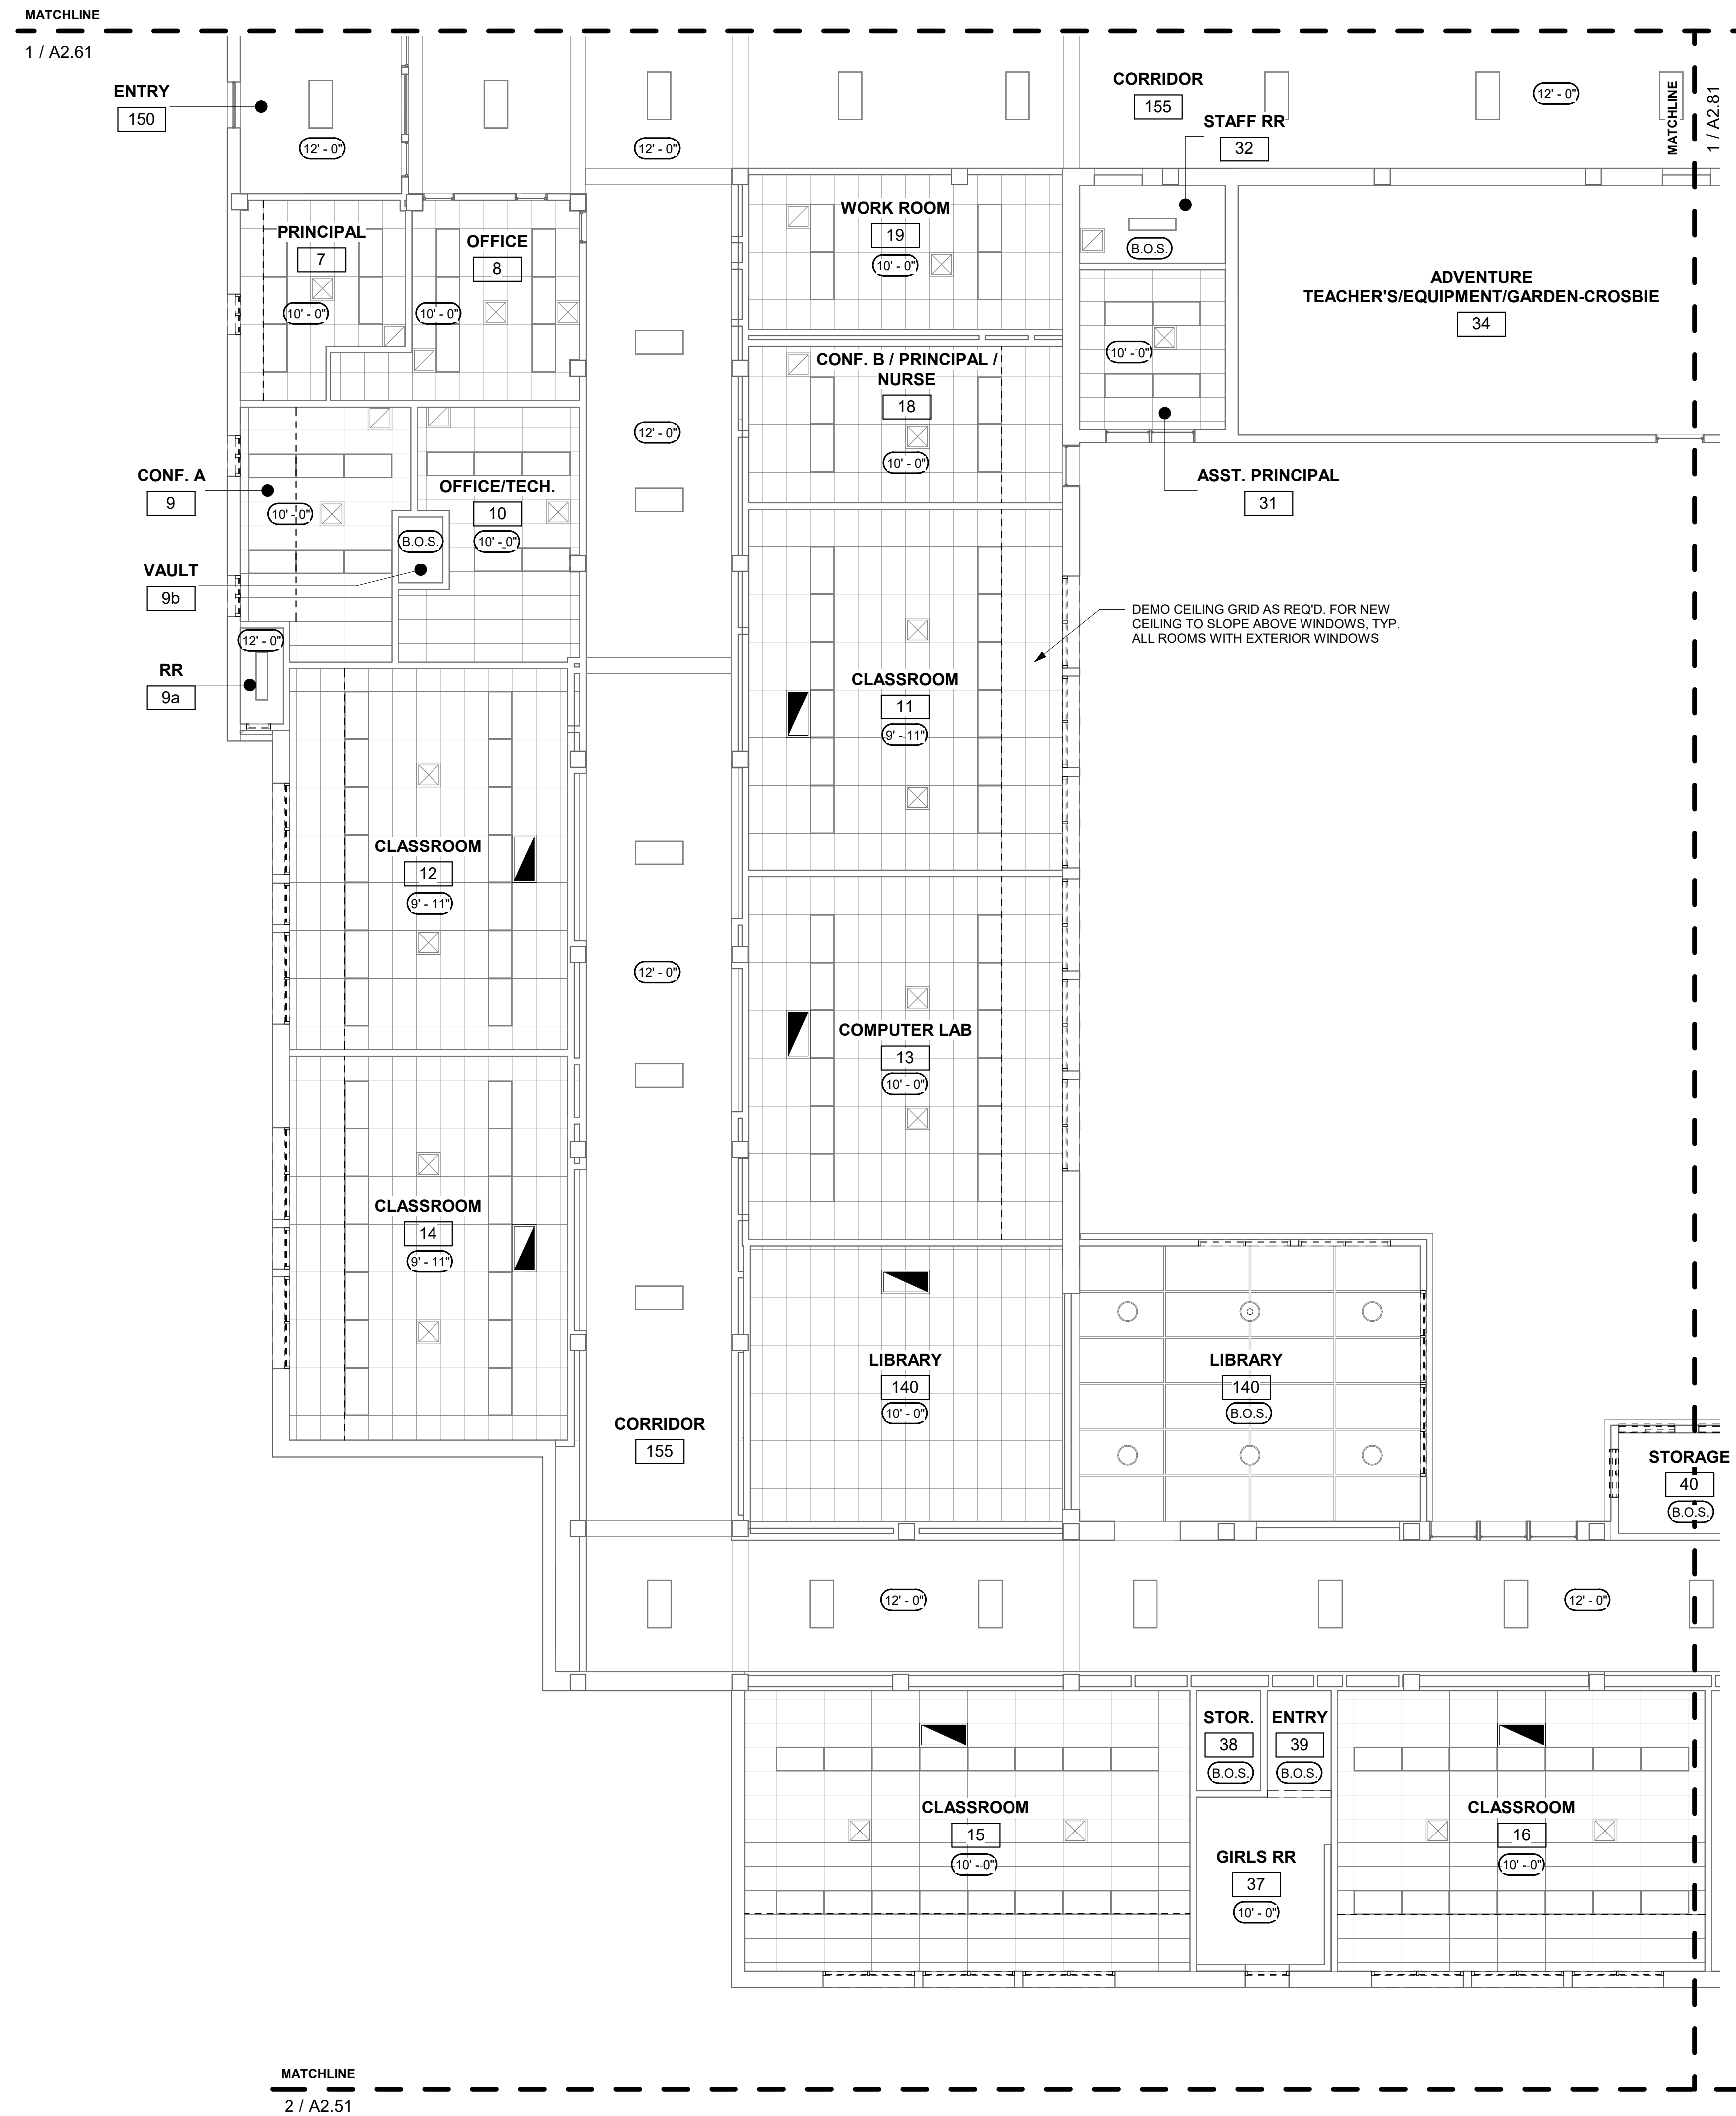 MATCHLINE
1 / A2.61
ENTRY
150
12' - 0"
12' - 0"
CORRIDOR
155
12' - 0"
MATCHLINE
1 / A2.81
STAFF RR
32
B.O.S.
PRINCIPAL
7
10' - 0"
OFFICE
8
10' - 0"
WORK ROOM
19
10' - 0"
ADVENTURE
TEACHER'S/EQUIPMENT/GARDEN-CROSBIE
34
10' - 0"
CONF. B / PRINCIPAL /
NURSE
18
10' - 0"
12' - 0"
ASST. PRINCIPAL
31
CONF. A
9
10' - 0"
OFFICE/TECH.
10
10' - 0"
B.O.S.
VAULT
9b
12' - 0"
RR
9a
DEMO CEILING GRID AS REQ'D. FOR NEW
CEILING TO SLOPE ABOVE WINDOWS, TYP.
ALL ROOMS WITH EXTERIOR WINDOWS
CLASSROOM
11
9' - 11"
CLASSROOM
12
9' - 11"
12' - 0"
COMPUTER LAB
13
10' - 0"
CLASSROOM
14
9' - 11"
LIBRARY
140
10' - 0"
LIBRARY
140
B.O.S.
CORRIDOR
155
STORAGE
40
B.O.S.
12' - 0"
12' - 0"
STOR.
38
B.O.S.
ENTRY
39
B.O.S.
CLASSROOM
15
10' - 0"
GIRLS RR
37
10' - 0"
CLASSROOM
16
10' - 0"
MATCHLINE
2 / A2.51